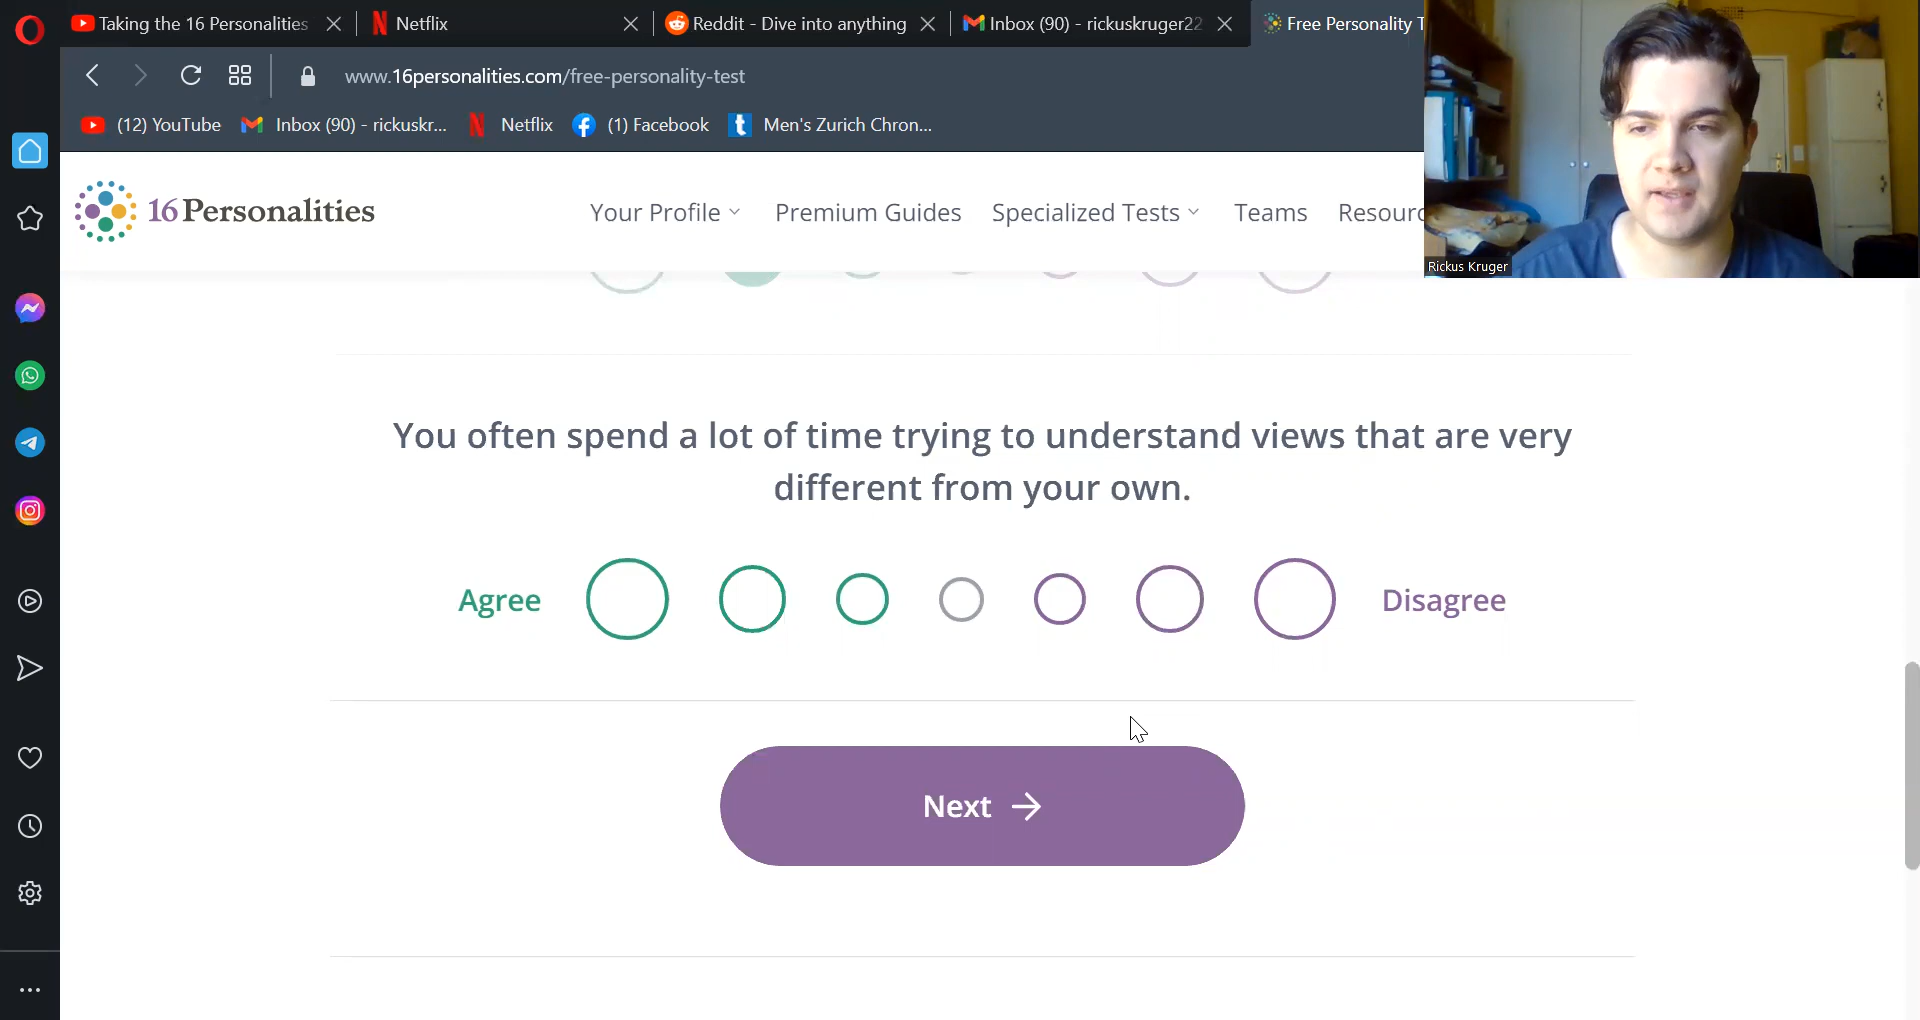 Taking the 16 Personalities
Netflix
Reddit - Dive into anything
Inbox (90) - rickuskruger22
Free Personality T
www.16personalities.com/free-personality-test
(12) YouTube
Inbox (90) - rickuskr...
Netflix
(1) Facebook
Men's Zurich Chron...
16Personalities
Your Profile
Premium Guides
Specialized Tests
Teams
Resourc
Rickus Kruger
You often spend a lot of time trying to understand views that are very
different from your own.
Agree
Disagree
Next